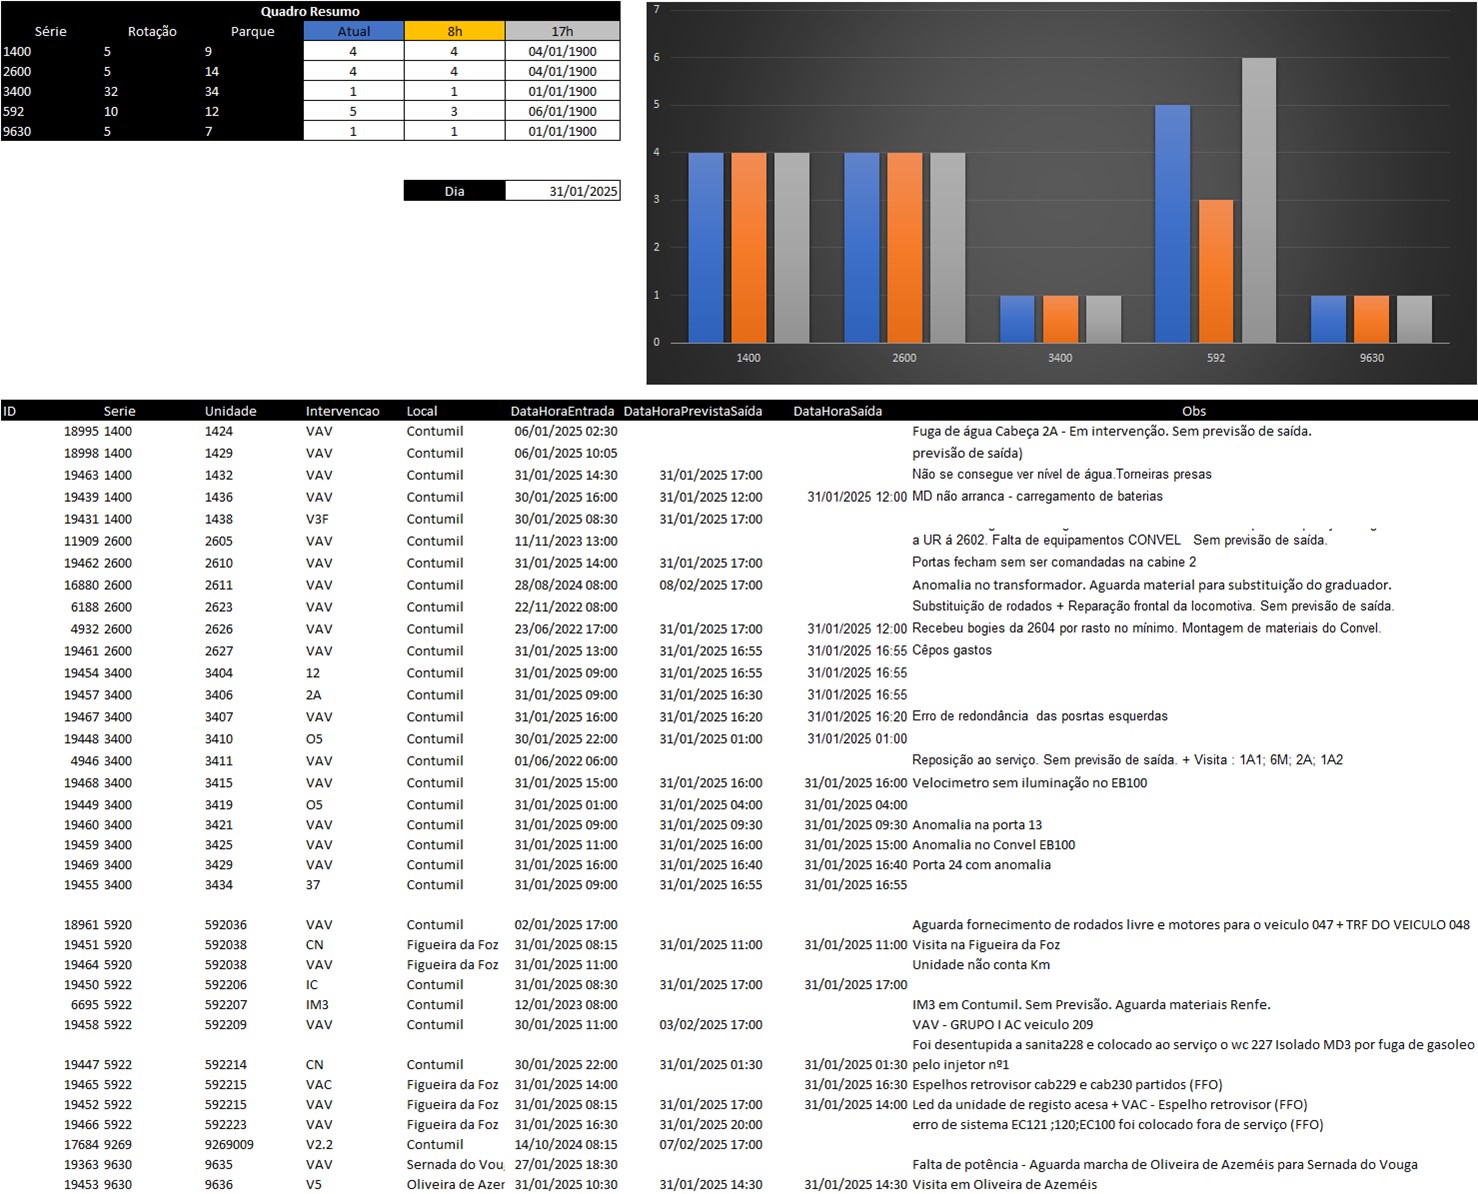 Quadro Resumo
Série Rotação Parque Atual 8h 17h
1400 5 9 4 4 04/01/1900
2600 5 14 4 4 04/01/1900
3400 32 34 1 1 01/01/1900
592 10 12 5 3 06/01/1900
9630 5 7 1 1 01/01/1900
Dia 31/01/2025
7
6
5
4
3
2
1
0
1400 2600 3400 592 9630
ID Serie Unidade Intervencao Local DataHoraEntrada DataHoraPrevistaSaída DataHoraSaída Obs
18995 1400 1424 VAV Contumil 06/01/2025 02:30 Fuga de água Cabeça 2A - Em intervenção. Sem previsão de saída.
18998 1400 1429 VAV Contumil 06/01/2025 10:05 previsão de saída)
19463 1400 1432 VAV Contumil 31/01/2025 14:30 31/01/2025 17:00 Não se consegue ver nível de água.Torneiras presas
19439 1400 1436 VAV Contumil 30/01/2025 16:00 31/01/2025 12:00 31/01/2025 12:00 MD não arranca - carregamento de baterias
19431 1400 1438 V3F Contumil 30/01/2025 08:30 31/01/2025 17:00
11909 2600 2605 VAV Contumil 11/11/2023 13:00 a UR á 2602. Falta de equipamentos CONVEL Sem previsão de saída.
19462 2600 2610 VAV Contumil 31/01/2025 14:00 31/01/2025 17:00 Portas fecham sem ser comandadas na cabine 2
16880 2600 2611 VAV Contumil 28/08/2024 08:00 08/02/2025 17:00 Anomalia no transformador. Aguarda material para substituição do graduador.
6188 2600 2623 VAV Contumil 22/11/2022 08:00 Substituição de rodados + Reparação frontal da locomotiva. Sem previsão de saída.
4932 2600 2626 VAV Contumil 23/06/2022 17:00 31/01/2025 17:00 31/01/2025 12:00 Recebeu bogies da 2604 por rasto no mínimo. Montagem de materiais do Convel.
19461 2600 2627 VAV Contumil 31/01/2025 13:00 31/01/2025 16:55 31/01/2025 16:55 Cêpos gastos
19454 3400 3404 12 Contumil 31/01/2025 09:00 31/01/2025 16:55 31/01/2025 16:55
19457 3400 3406 2A Contumil 31/01/2025 09:00 31/01/2025 16:30 31/01/2025 16:55
19467 3400 3407 VAV Contumil 31/01/2025 16:00 31/01/2025 16:20 31/01/2025 16:20 Erro de redondância das posrtas esquerdas
19448 3400 3410 O5 Contumil 30/01/2025 22:00 31/01/2025 01:00 31/01/2025 01:00
4946 3400 3411 VAV Contumil 01/06/2022 06:00 Reposição ao serviço. Sem previsão de saída. + Visita : 1A1; 6M; 2A; 1A2
19468 3400 3415 VAV Contumil 31/01/2025 15:00 31/01/2025 16:00 31/01/2025 16:00 Velocimetro sem iluminação no EB100
19449 3400 3419 O5 Contumil 31/01/2025 01:00 31/01/2025 04:00 31/01/2025 04:00
19460 3400 3421 VAV Contumil 31/01/2025 09:00 31/01/2025 09:30 31/01/2025 09:30 Anomalia na porta 13
19459 3400 3425 VAV Contumil 31/01/2025 11:00 31/01/2025 16:00 31/01/2025 15:00 Anomalia no Convel EB100
19469 3400 3429 VAV Contumil 31/01/2025 16:00 31/01/2025 16:40 31/01/2025 16:40 Porta 24 com anomalia
19455 3400 3434 37 Contumil 31/01/2025 09:00 31/01/2025 16:55 31/01/2025 16:55
18961 5920 592036 VAV Contumil 02/01/2025 17:00 Aguarda fornecimento de rodados livre e motores para o veiculo 047 + TRF DO VEICULO 048
19451 5920 592038 CN Figueira da Foz 31/01/2025 08:15 31/01/2025 11:00 31/01/2025 11:00 Visita na Figueira da Foz
19464 5920 592038 VAV Figueira da Foz 31/01/2025 11:00 Unidade não conta Km
19450 5922 592206 IC Contumil 31/01/2025 08:30 31/01/2025 17:00 31/01/2025 17:00
6695 5922 592207 IM3 Contumil 12/01/2023 08:00 IM3 em Contumil. Sem Previsão. Aguarda materiais Renfe.
19458 5922 592209 VAV Contumil 30/01/2025 11:00 03/02/2025 17:00 VAV - GRUPO I AC veiculo 209
Foi desentupida a sanita228 e colocado ao serviço o wc 227 Isolado MD3 por fuga de gasoleo
19447 5922 592214 CN Contumil 30/01/2025 22:00 31/01/2025 01:30 31/01/2025 01:30 pelo injetor nº1
19465 5922 592215 VAC Figueira da Foz 31/01/2025 14:00 31/01/2025 16:30 Espelhos retrovisor cab229 e cab230 partidos (FFO)
19452 5922 592215 VAV Figueira da Foz 31/01/2025 08:15 31/01/2025 17:00 31/01/2025 14:00 Led da unidade de registo acesa + VAC - Espelho retrovisor (FFO)
19466 5922 592223 VAV Figueira da Foz 31/01/2025 16:30 31/01/2025 20:00 erro de sistema EC121 ;120;EC100 foi colocado fora de serviço (FFO)
17684 9269 9269009 V2.2 Contumil 14/10/2024 08:15 07/02/2025 17:00
19363 9630 9635 VAV Sernada do Vou 27/01/2025 18:30 Falta de potência - Aguarda marcha de Oliveira de Azeméis para Sernada do Vouga
19453 9630 9636 V5 Oliveira de Azer 31/01/2025 10:30 31/01/2025 14:30 31/01/2025 14:30 Visita em Oliveira de Azeméis